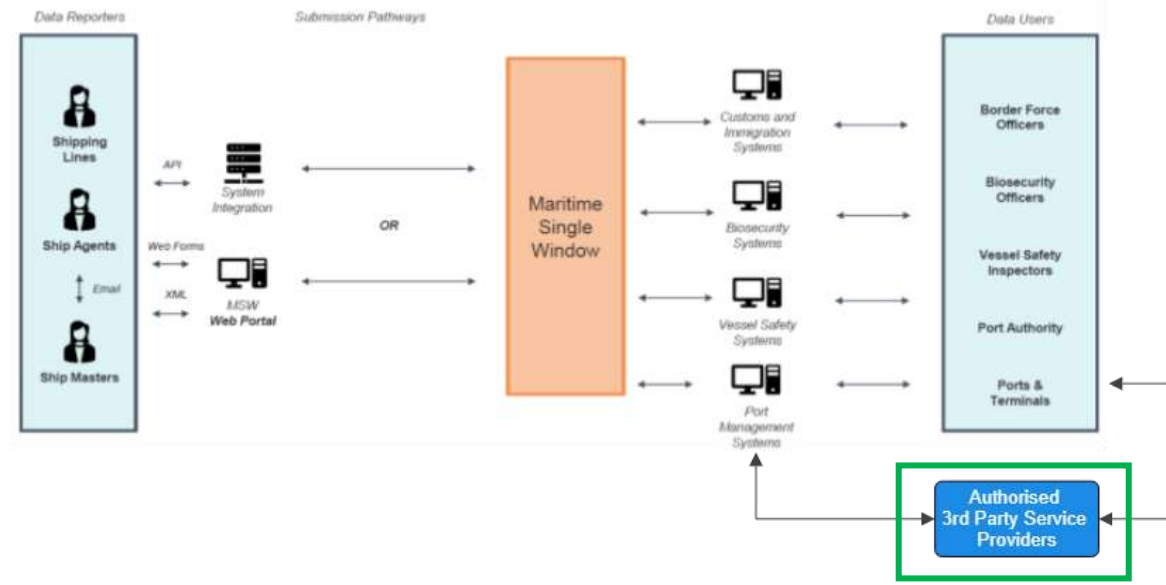 Data Reporters
Submission Pathways
Data Users
Shipping
Lines
Ship Agents
Email
Ship Masters
API
System
Integration
Web Forms
XML
MSW
Web Portal
OR
Maritime
Single
Window
Customs and
Immigration
Systems
Biosecurity
Systems
Vessel Safety
Systems
Port
Management
Systems
Border Force
Officers
Biosecurity
Officers
Vessel Safety
Inspectors
Port Authority
Ports &
Terminals
Authorised
3rd Party Service
Providers